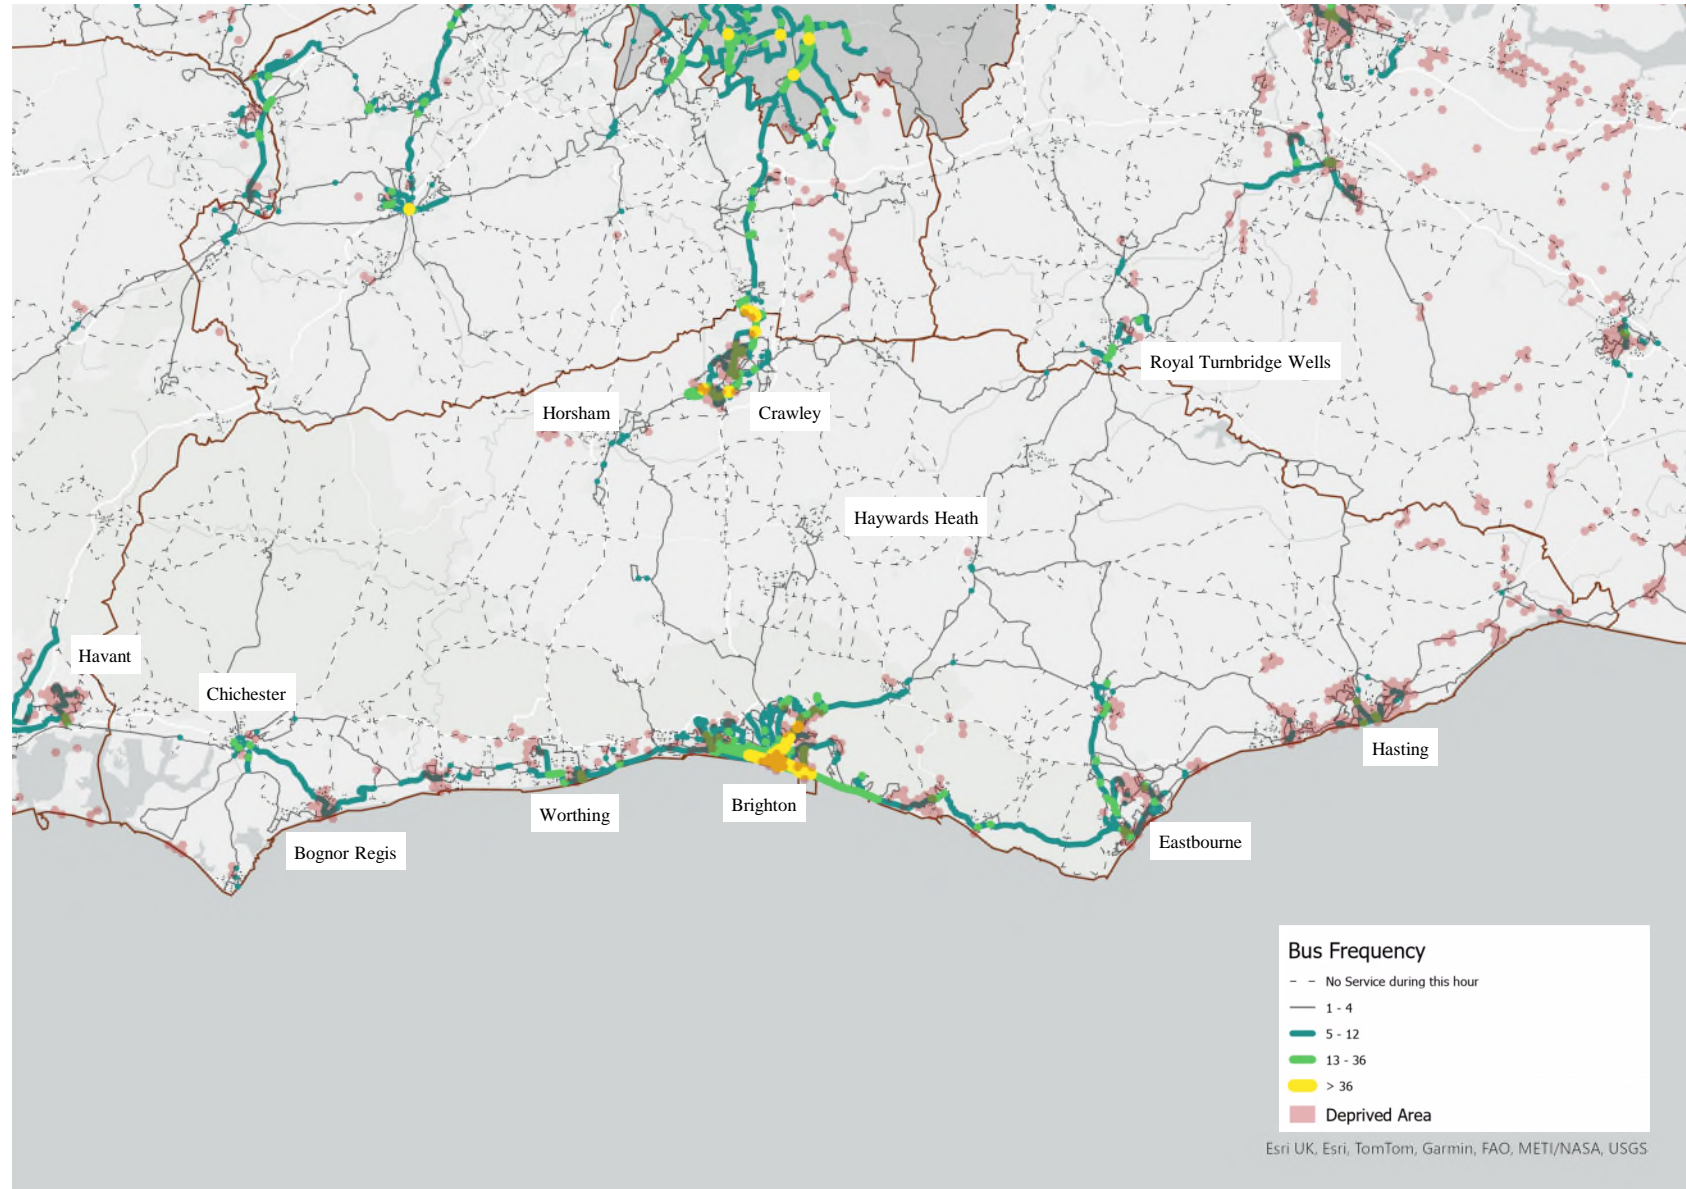 Royal Turnbridge Wells
Horsham
Crawley
Haywards Heath
Havant
Chichester
Hasting
Worthing
Brighton
Eastbourne
Bognor Regis
Bus Frequency
No Service during this hour
1 - 4
5 - 12
13 - 36
> 36
Deprived Area
Esri UK, Esri, TomTom, Garmin, FAO, METI/NASA, USGS